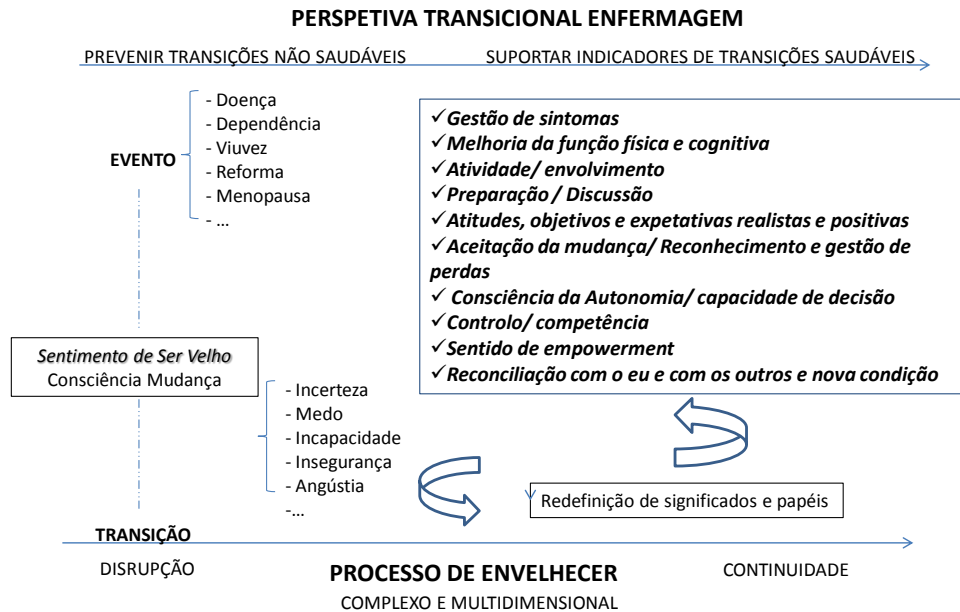 PERSPETIVA TRANSICIONAL ENFERMAGEM
PREVENIR TRANSIÇÕES NÃO SAUDÁVEIS
SUPORTAR INDICADORES DE TRANSIÇÕES SAUDÁVEIS
EVENTO
- Doença
- Dependência
- Viuvez
- Reforma
- Menopausa
- ...
✓Gestão de sintomas
✓Melhoria da função física e cognitiva
✓Atividade/ envolvimento
✓Preparação / Discussão
✓Atitudes, objetivos e expetativas realistas e positivas
✓Aceitação da mudança/ Reconhecimento e gestão de
perdas
✓ Consciência da Autonomia/ capacidade de decisão
✓Controlo/ competência
✓Sentido de empowerment
✓Reconciliação com o eu e com os outros e nova condição
Sentimento de Ser Velho
Consciência Mudança
- Incerteza
- Medo
- Incapacidade
- Insegurança
- Angústia
-...
Redefinição de significados e papéis
TRANSIÇÃO
DISRUPÇÃO
PROCESSO DE ENVELHECER
CONTINUIDADE
COMPLEXO E MULTIDIMENSIONAL